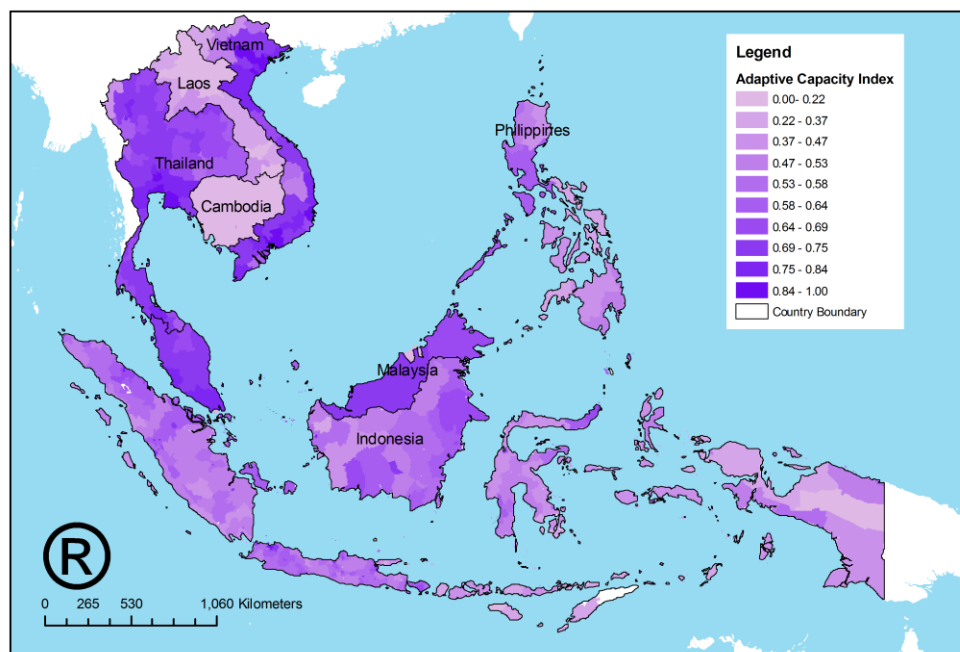 Vietnam
Laos
Thailand
Cambodia
Philippines
Malaysia
Indonesia
Legend
Adaptive Capacity Index
0.00- 0.22
0.22 - 0.37
0.37 - 0.47
0.47 - 0.53
0.53 - 0.58
0.58 - 0.64
0.64 - 0.69
0.69 - 0.75
0.75 - 0.84
0.84 - 1.00
Country Boundary
®
0 265 530 1,060 Kilometers